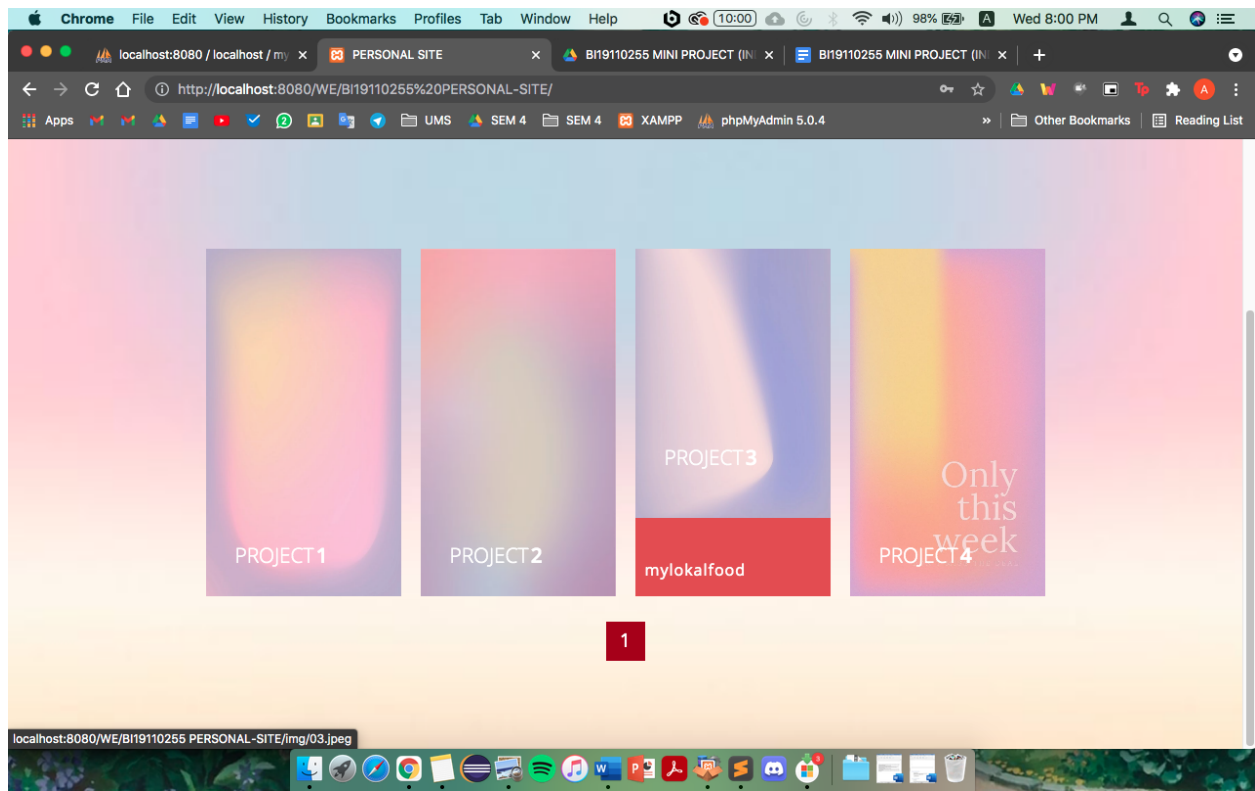 Chrome File Edit View History Bookmarks Profiles Tab Window Help 10:00 98% A Wed 8:00 PM
localhost:8080 / localhost / my PERSONAL SITE BI19110255 MINI PROJECT (IN BI19110255 MINI PROJECT (IN
http://localhost:8080/WE/BI19110255%20PERSONAL-SITE/ Tp A
Apps 2 UMS SEM 4 SEM 4 XAMPP phpMyAdmin 5.0.4 » Other Bookmarks Reading List
PROJECT1
PROJECT2
PROJECT3
mylokalfood
Only
this
week
PROJECT4
1
localhost:8080/WE/BI19110255 PERSONAL-SITE/img/03.jpeg